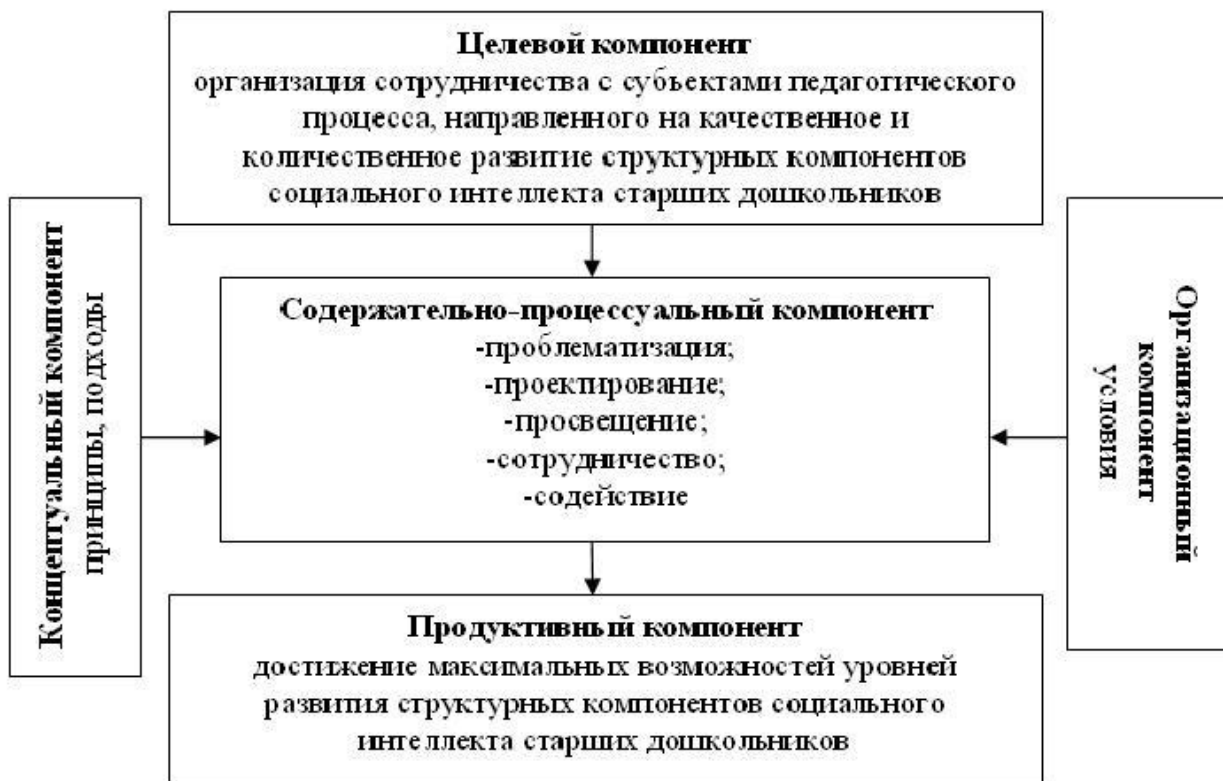 Целевой компонент
организация сотрудничества с субъектами педагогического
процесса, направленного на качественное и
количественное развитие структурных компонентов
социального интеллекта старших дошкольников
Концептуальный компонент
принципы, подходы
Содержательно-процессуальный компонент
-проблематизация;
-проектирование;
-просвещение;
-сотрудничество;
-содействие
Организационный
компонент
условия
Продуктивный компонент
достижение максимальных возможностей уровней
развития структурных компонентов социального
интеллекта старших дошкольников